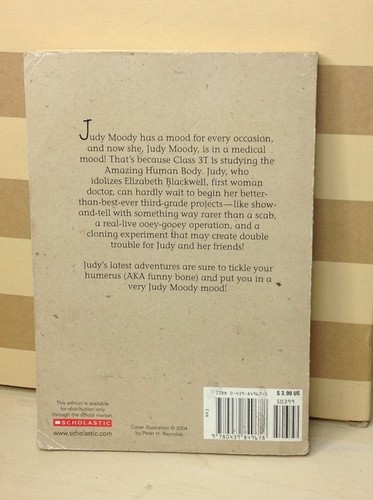 Judy Moody has a mood for every occasion,
and now she, Judy Moody, is in a medical
mood! That's because Class 3T is studying the
Amazing Human Body. Judy, who
idolizes Elizabeth Blackwell, first woman
doctor, can hardly wait to begin her better-
than-best-ever third-grade projects—like show-
and-tell with something way rarer than a scab,
a real-live ooey-gooey operation, and a
cloning experiment that may create double
trouble for Judy and her friends!
Judy's latest adventures are sure to tickle your
humerus (AKA funny bone) and put you in a
very Judy Moody mood!
This edition is available
for distribution only
through the school market.
SCHOLASTIC
www.scholastic.com
Cover illustration © 2004
by Peter H. Reynolds
$ 3.99 US
50399
9 780439 849678